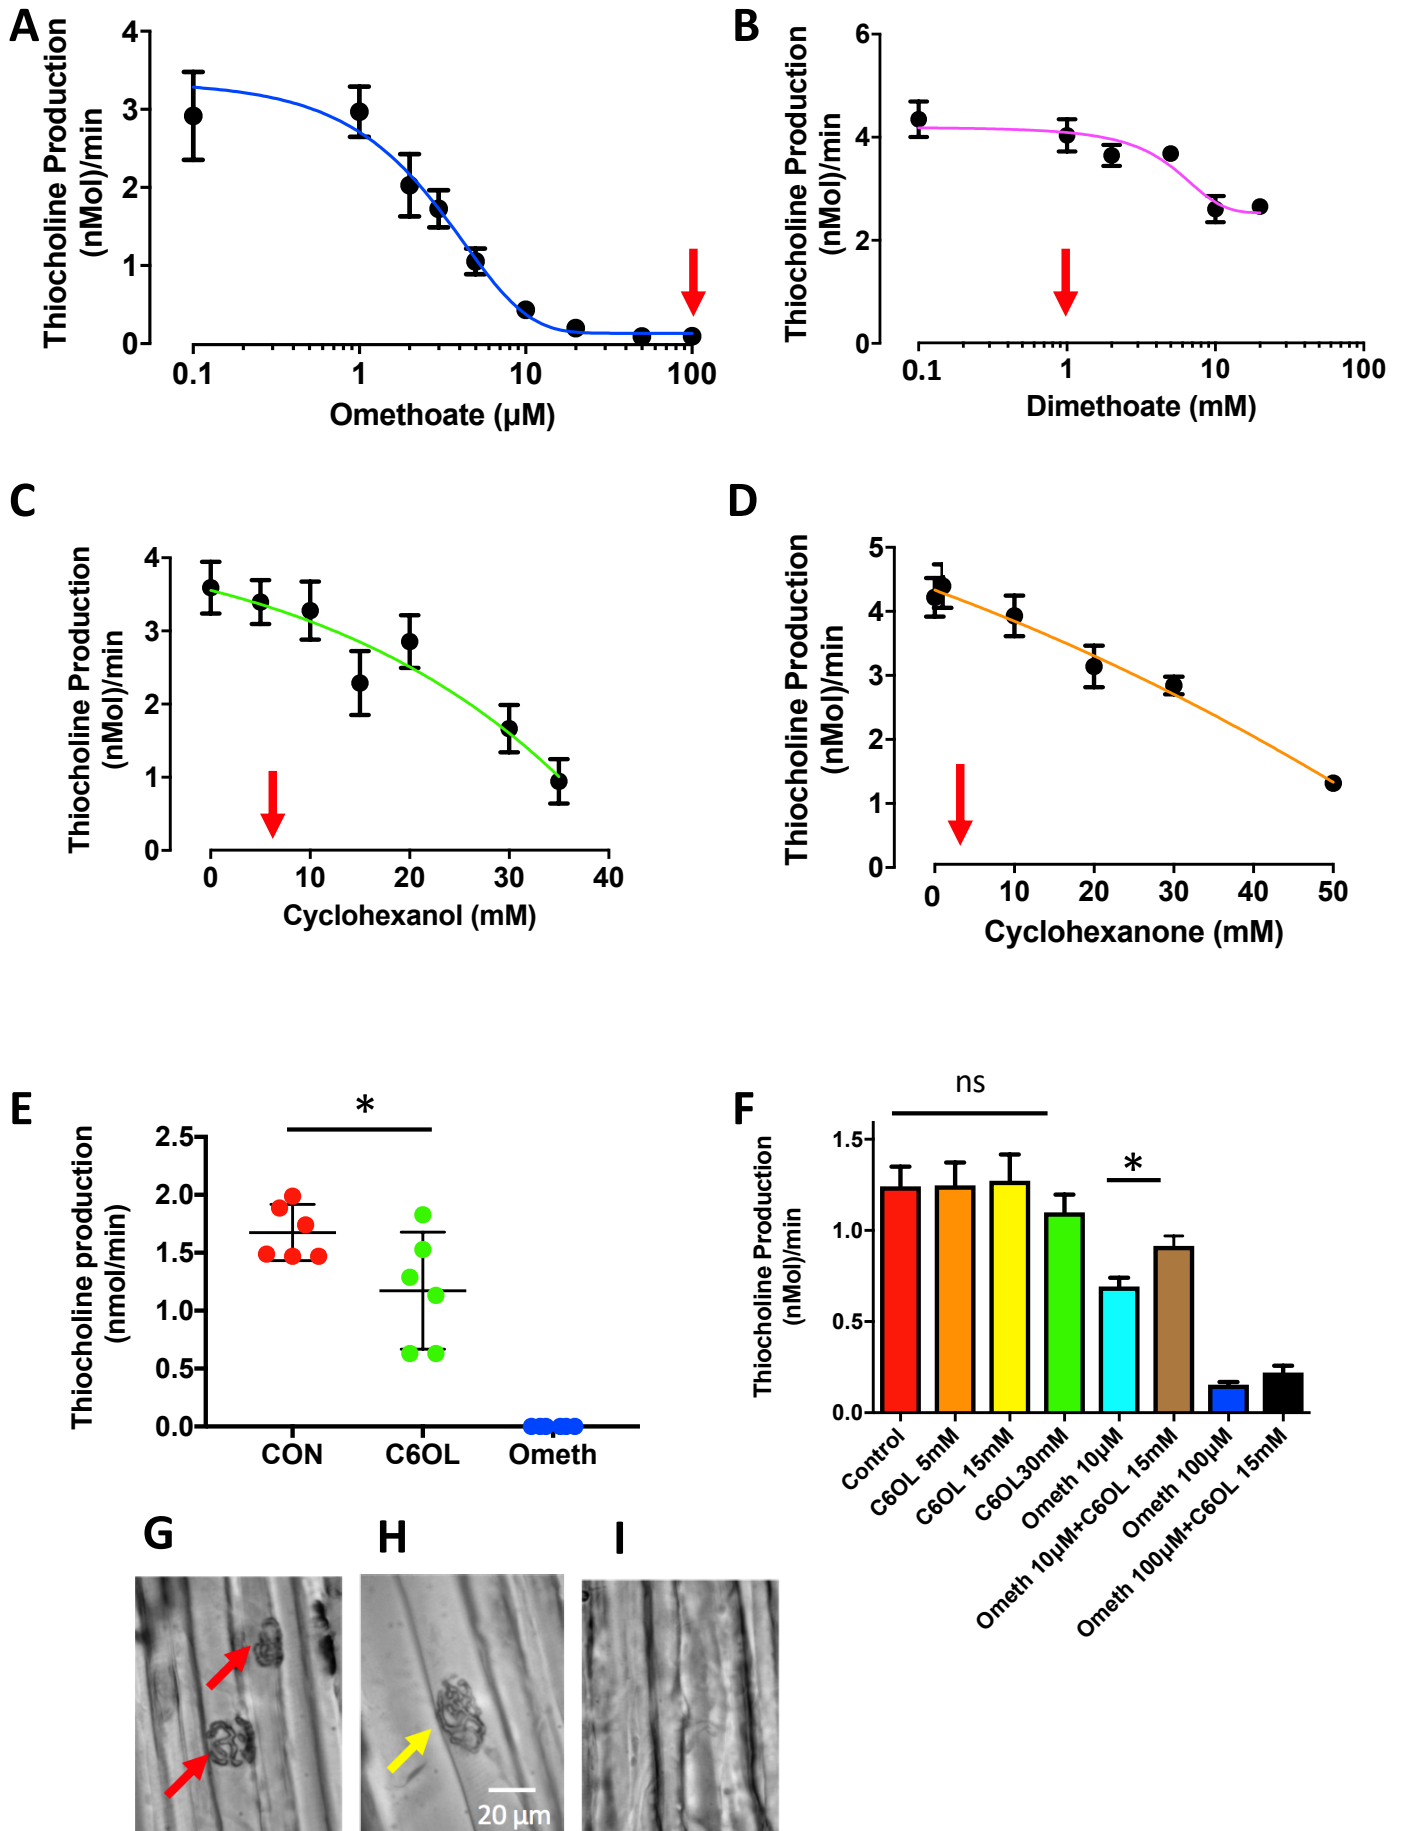 A
Thiocholine Production
(nMol)/min
4
3
2
1
0
0.1
1
10
100
Omethoate (µM)
B
Thiocholine Production
(nMol)/min
6
4
2
0
0.1
1
10
100
Dimethoate (mM)
C
Thiocholine Production
(nMol)/min
4
3
2
1
0
0
10
20
30
40
Cyclohexanol (mM)
D
Thiocholine Production
(nMol)/min
5
4
3
2
1
0
0
10
20
30
40
50
Cyclohexanone (mM)
E
Thiocholine production
(nmol/min)
2.5
2.0
1.5
1.0
0.5
0.0
*
CON
C6OL
Ometh
F
Thiocholine Production
(nMol)/min
1.5
1.0
0.5
0.0
ns
*
Control
C6OL 5mM
C6OL 15mM
C6OL30mM
Ometh 10µM
Ometh 10µM+C6OL 15mM
Ometh 100µM
Ometh 100µM+C6OL 15mM
G
H
20 µm
I